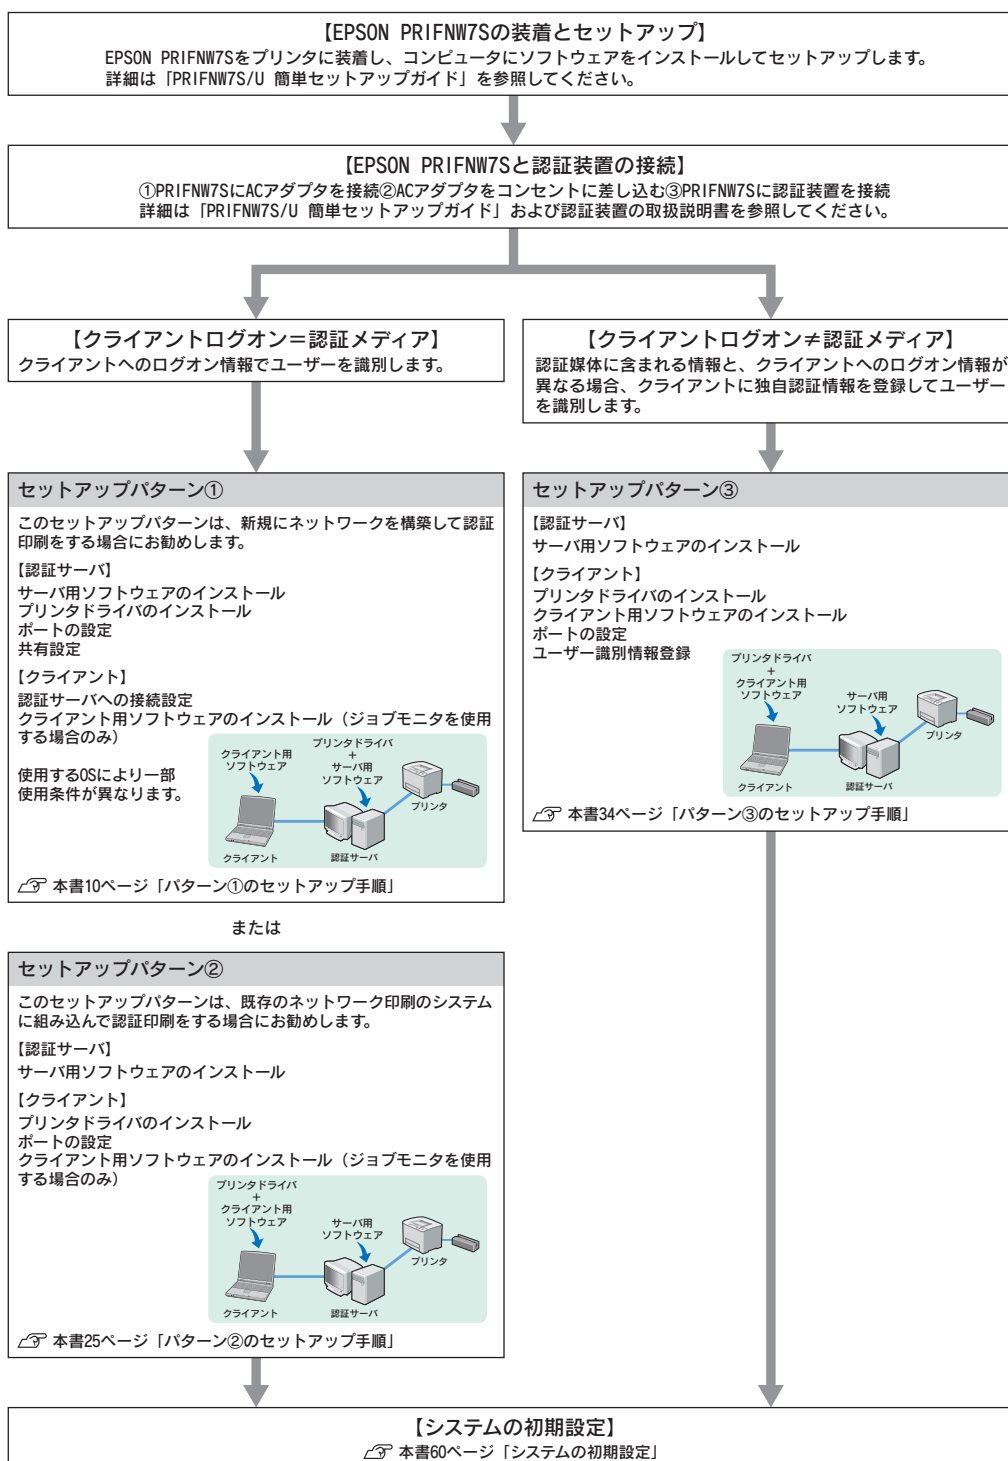 【EPSON PRIFNW7Sの装着とセットアップ】
EPSON PRIFNW7Sをプリンタに装着し、コンピュータにソフトウェアをインストールしてセットアップします。
詳細は「PRIFNW7S/U 簡単セットアップガイド」を参照してください。
【EPSON PRIFNW7Sと認証装置の接続】
①PRIFNW7SにACアダプタを接続②ACアダプタをコンセントに差し込む③PRIFNW7Sに認証装置を接続
詳細は「PRIFNW7S/U 簡単セットアップガイド」および認証装置の取扱説明書を参照してください。
【クライアントログオン＝認証メディア】
クライアントへのログオン情報でユーザーを識別します。
【クライアントログオン≠認証メディア】
認証媒体に含まれる情報と、クライアントへのログオン情報が
異なる場合、クライアントに独自認証情報を登録してユーザー
を識別します。
セットアップパターン①
このセットアップパターンは、新規にネットワークを構築して認証
印刷をする場合にお勧めします。
【認証サーバ】
サーバ用ソフトウェアのインストール
プリンタドライバのインストール
ポートの設定
共有設定
【クライアント】
認証サーバへの接続設定
クライアント用ソフトウェアのインストール（ジョブモニタを使用
する場合のみ）
使用するOSにより一部
使用条件が異なります。
クライアント用
ソフトウェア
プリンタドライバ
＋
サーバ用
ソフトウェア
プリンタ
クライアント
認証サーバ
本書10ページ「パターン①のセットアップ手順」
または
セットアップパターン②
このセットアップパターンは、既存のネットワーク印刷のシステム
に組み込んで認証印刷をする場合にお勧めします。
【認証サーバ】
サーバ用ソフトウェアのインストール
【クライアント】
プリンタドライバのインストール
ポートの設定
クライアント用ソフトウェアのインストール（ジョブモニタを使用
する場合のみ）
プリンタドライバ
＋
クライアント用
ソフトウェア
サーバ用
ソフトウェア
プリンタ
クライアント
認証サーバ
本書25ページ「パターン②のセットアップ手順」
セットアップパターン③
【認証サーバ】
サーバ用ソフトウェアのインストール
【クライアント】
プリンタドライバのインストール
クライアント用ソフトウェアのインストール
ポートの設定
ユーザー識別情報登録
プリンタドライバ
＋
クライアント用
ソフトウェア
サーバ用
ソフトウェア
プリンタ
クライアント
認証サーバ
本書34ページ「パターン③のセットアップ手順」
【システムの初期設定】
本書60ページ「システムの初期設定」